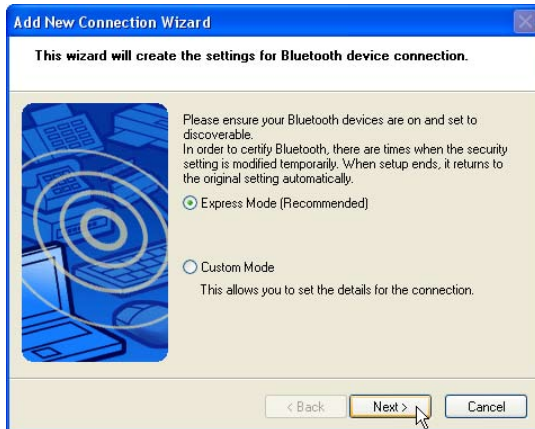 Add New Connection Wizard
This wizard will create the settings for Bluetooth device connection.
Please ensure your Bluetooth devices are on and set to
discoverable.
In order to certify Bluetooth, there are times when the security
setting is modified temporarily. When setup ends, it returns to
the original setting automatically.
Express Mode (Recommended)
Custom Mode
This allows you to set the details for the connection.
< Back Next > Cancel